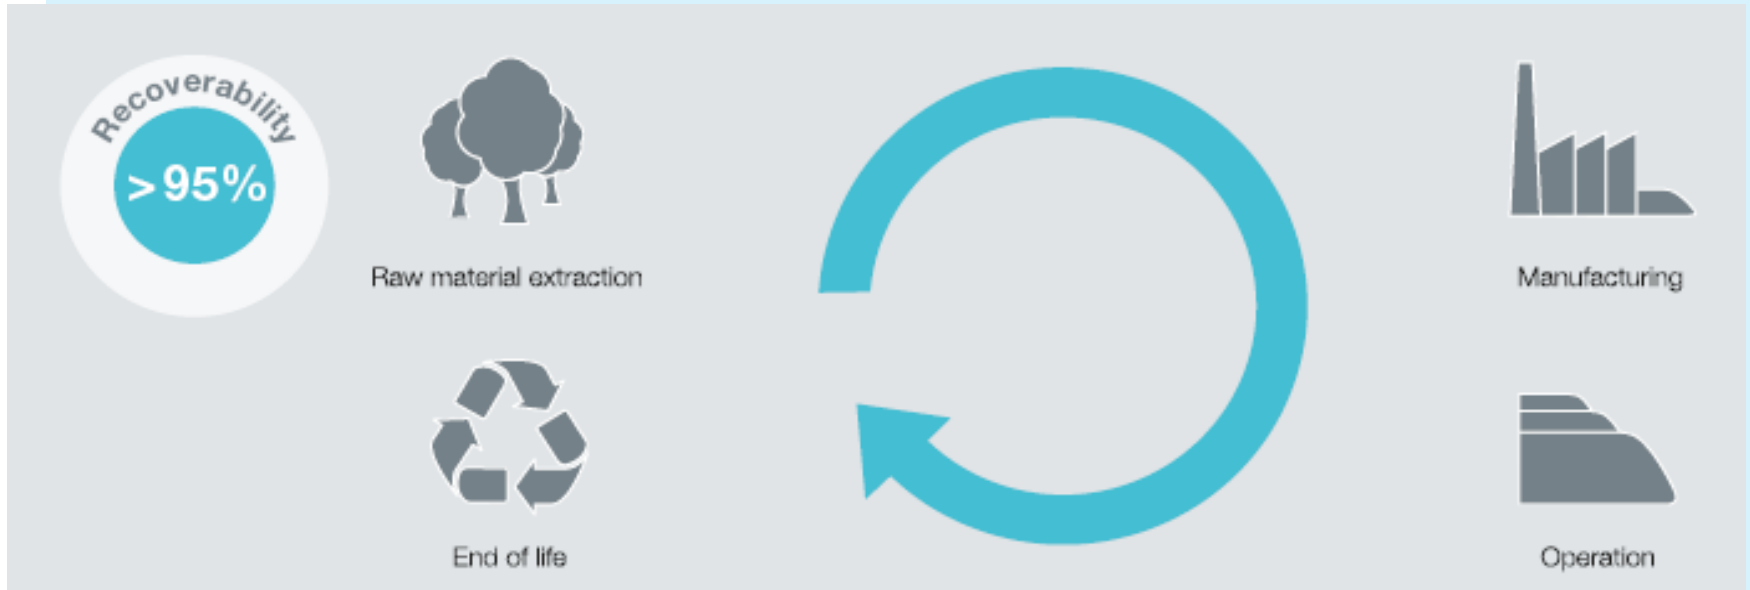 Recoverability
>95%
Raw material extraction
Manufacturing
End of life
Operation